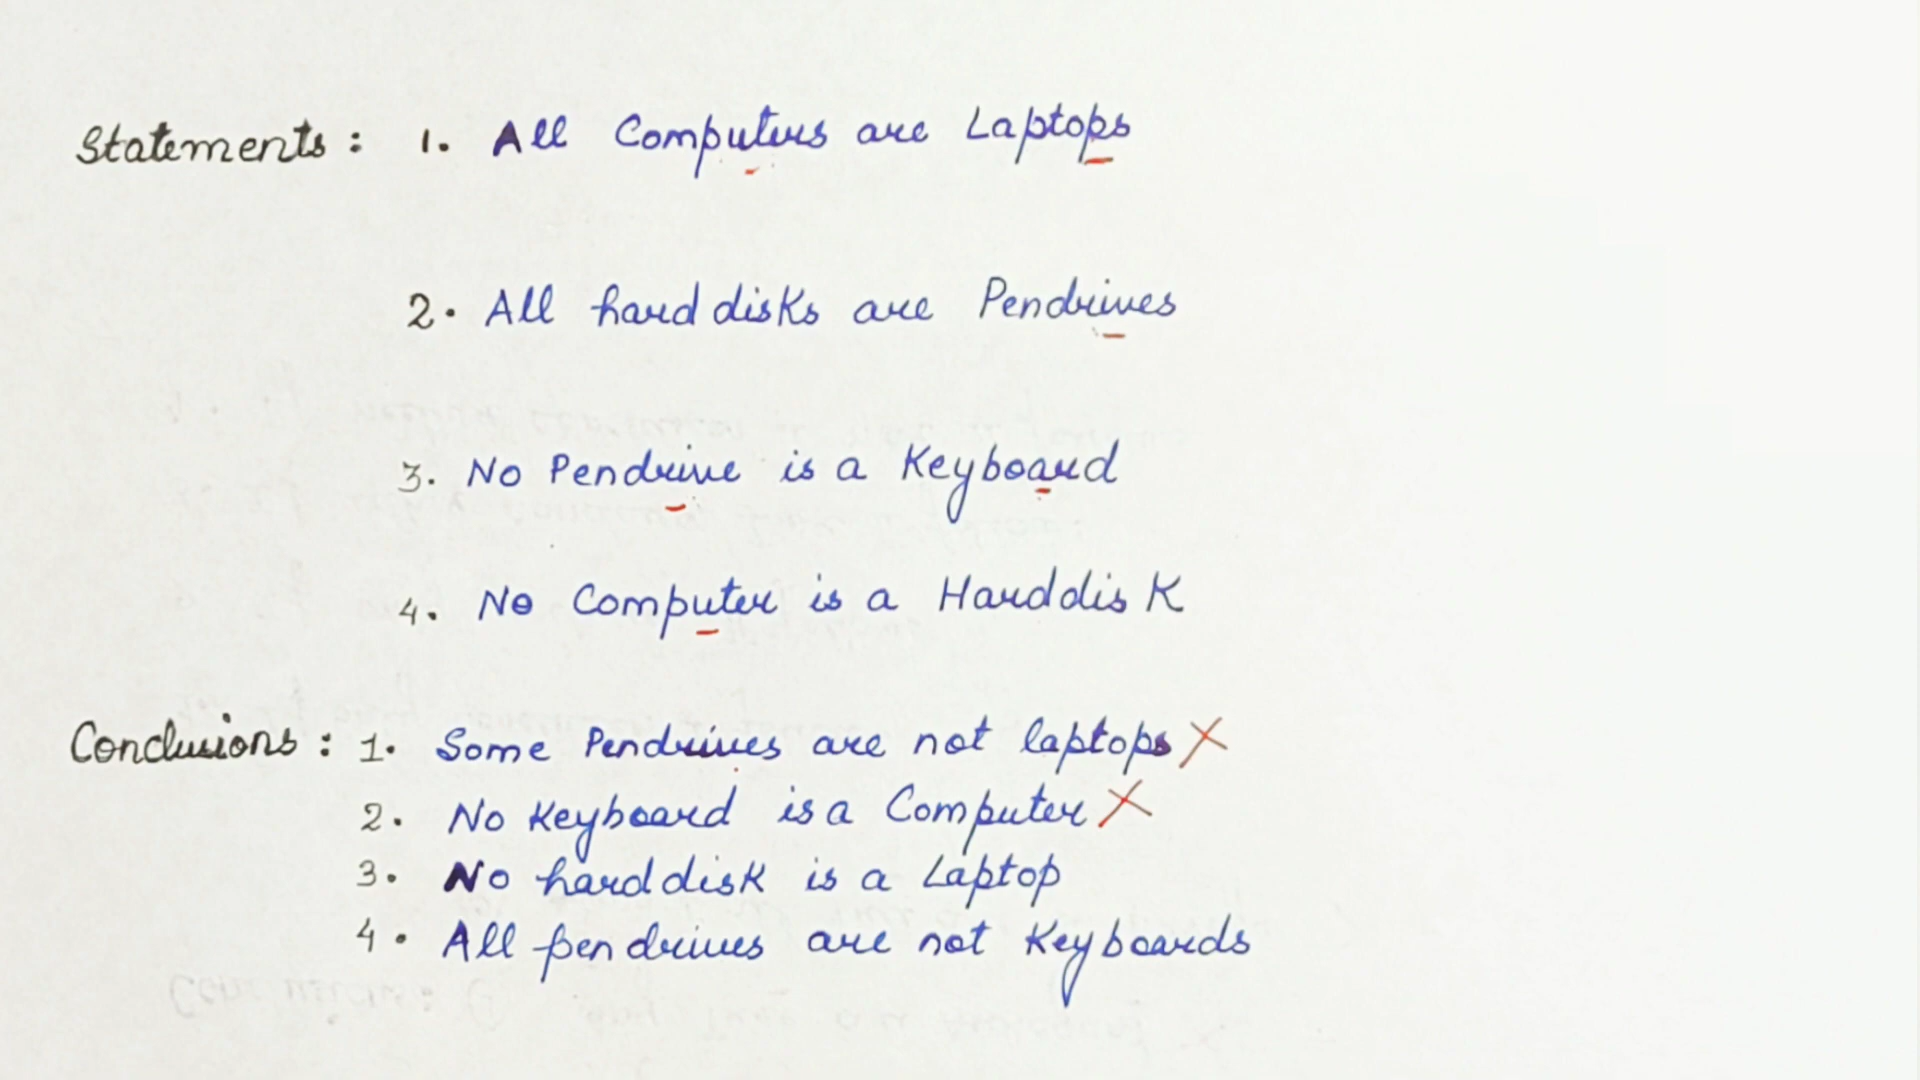 Statements : 1. All Computers are Laptops
2. All hard disks are Pendrives
3. No Pendrive is a Keyboard
4. No Computer is a Harddisk
Conclusions : 1. Some Pendrives are not laptops X
2. No Keyboard is a Computer X
3. No hard disk is a Laptop
4. All pen drives are not Keyboards